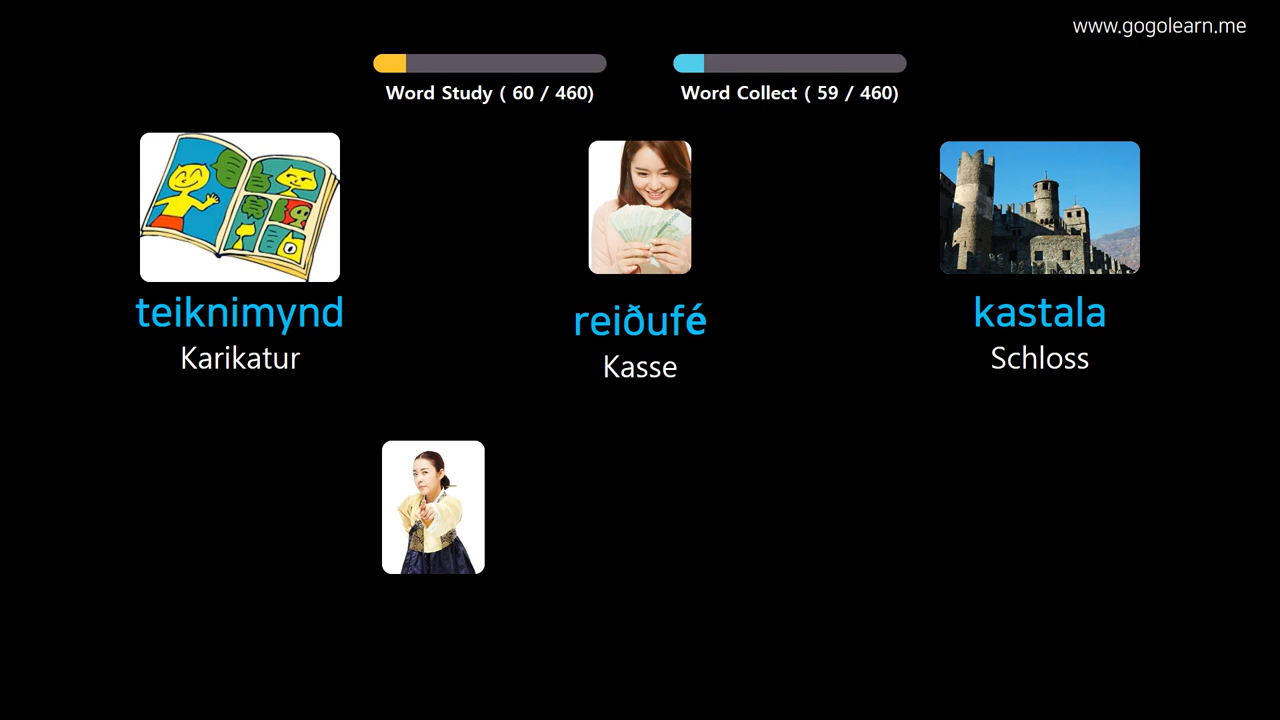 www.gogolearn.me
Word Study ( 60 / 460)
Word Collect ( 59 / 460)
teiknimynd
Karikatur
reiðufé
Kasse
kastala
Schloss